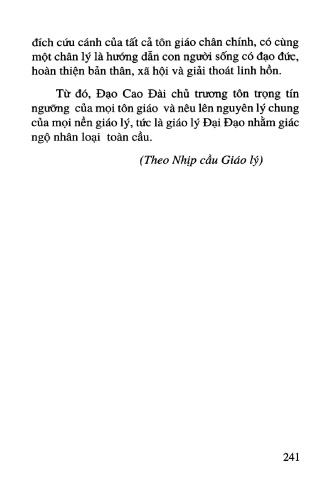 đích cứu cánh của tất cả tôn giáo chân chính, có cùng
một chân lý là hướng dẫn con người sống có đạo đức,
hoàn thiện bản thân, xã hội và giải thoát linh hồn.
Từ đó, Đạo Cao Đài chủ trương tôn trọng tín
ngưỡng của mọi tôn giáo và nêu lên nguyên lý chung
của mọi nền giáo lý, tức là giáo lý Đại Đạo nhằm giác
ngộ nhân loại toàn cầu.
(Theo Nhịp cầu Giáo lý)
241